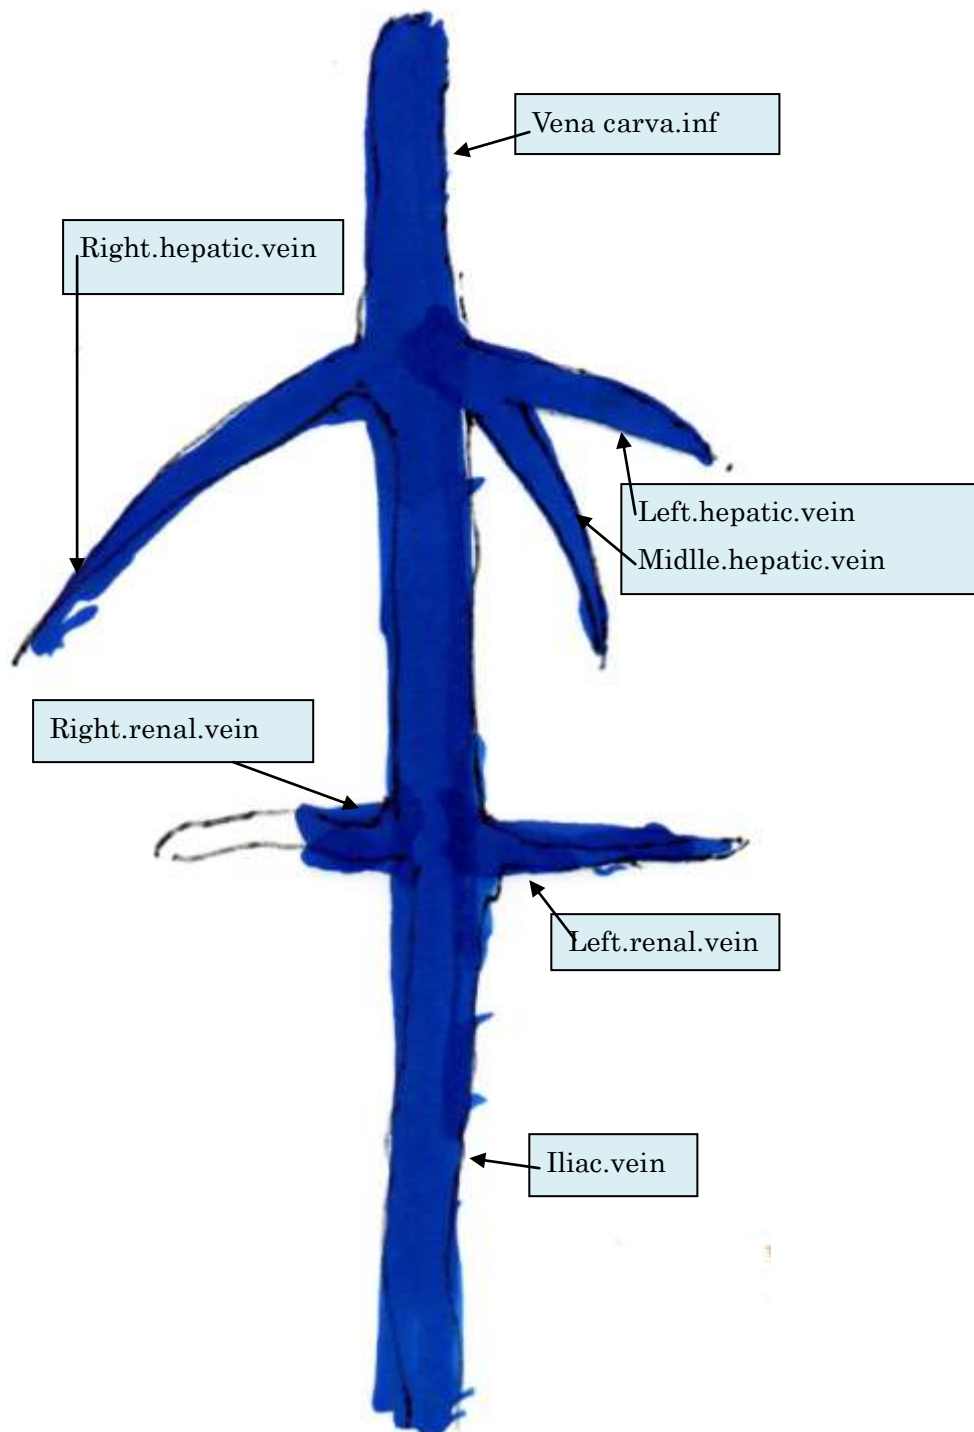 Vena carva.inf
Right.hepatic.vein
Left.hepatic.vein
Midlle.hepatic.vein
Right.renal.vein
Left.renal.vein
Iliac.vein